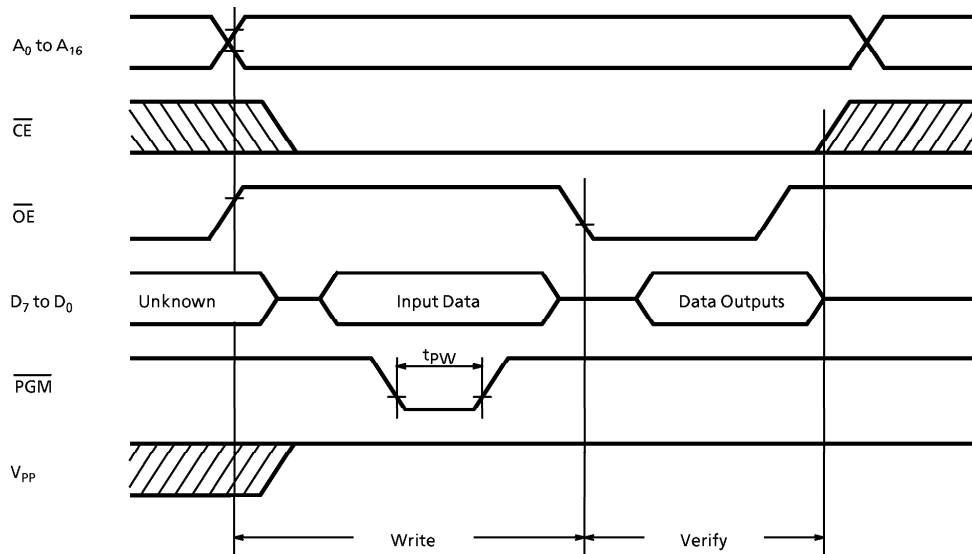 A0 to A16
CE
OE
D7 to D0 Unknown Input Data Data Outputs
tPW
PGM
VPP
Write Verify